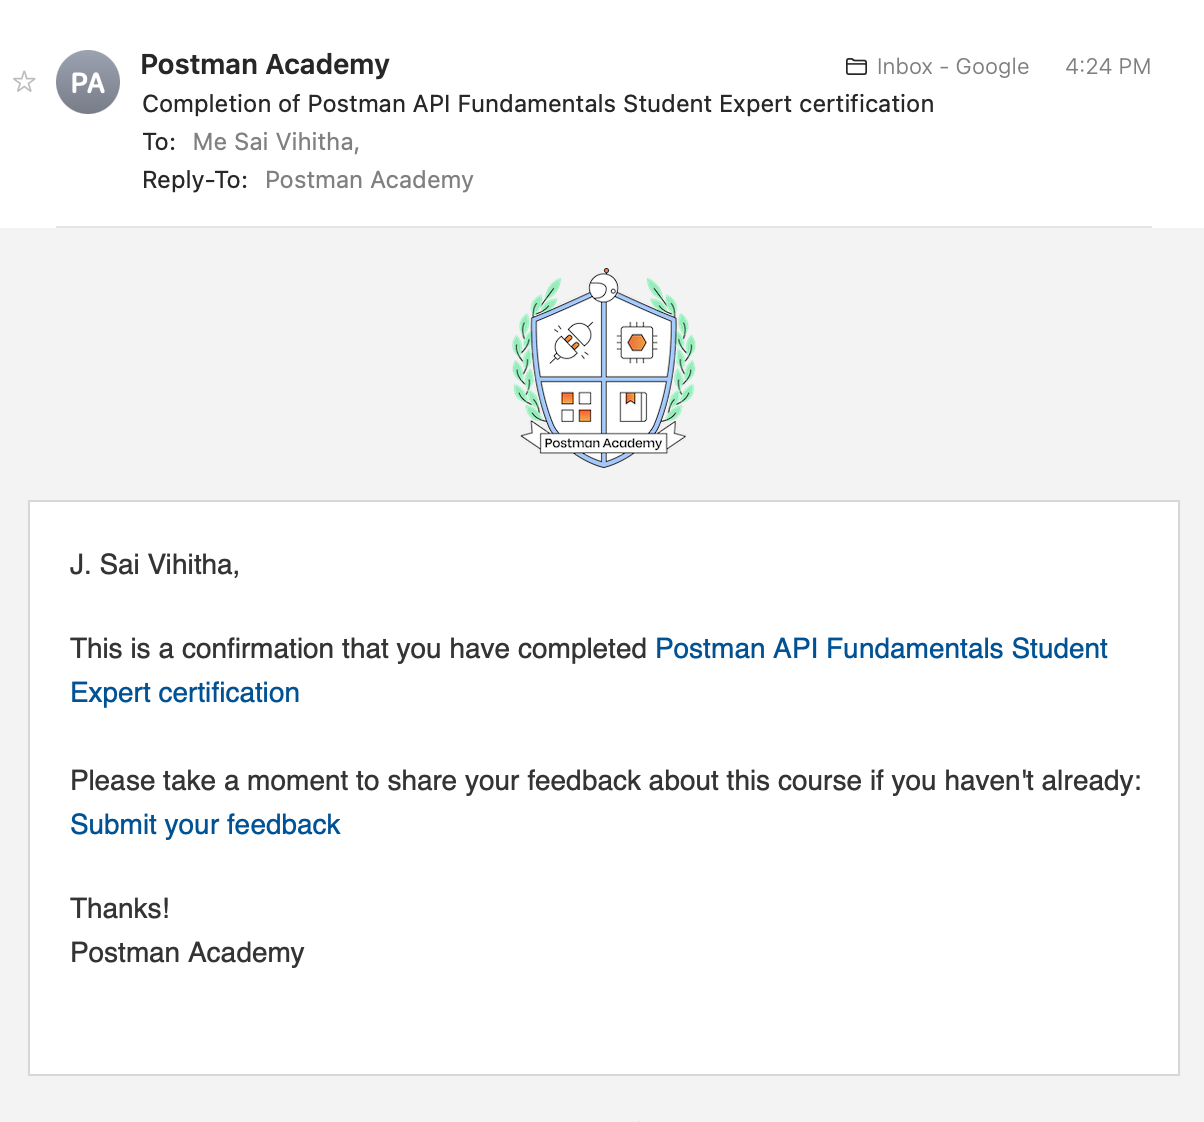 PA
Postman Academy
Inbox - Google 4:24 PM
Completion of Postman API Fundamentals Student Expert certification
To: Me Sai Vihitha,
Reply-To: Postman Academy
Postman Academy
J. Sai Vihitha,
This is a confirmation that you have completed Postman API Fundamentals Student
Expert certification
Please take a moment to share your feedback about this course if you haven't already:
Submit your feedback
Thanks!
Postman Academy